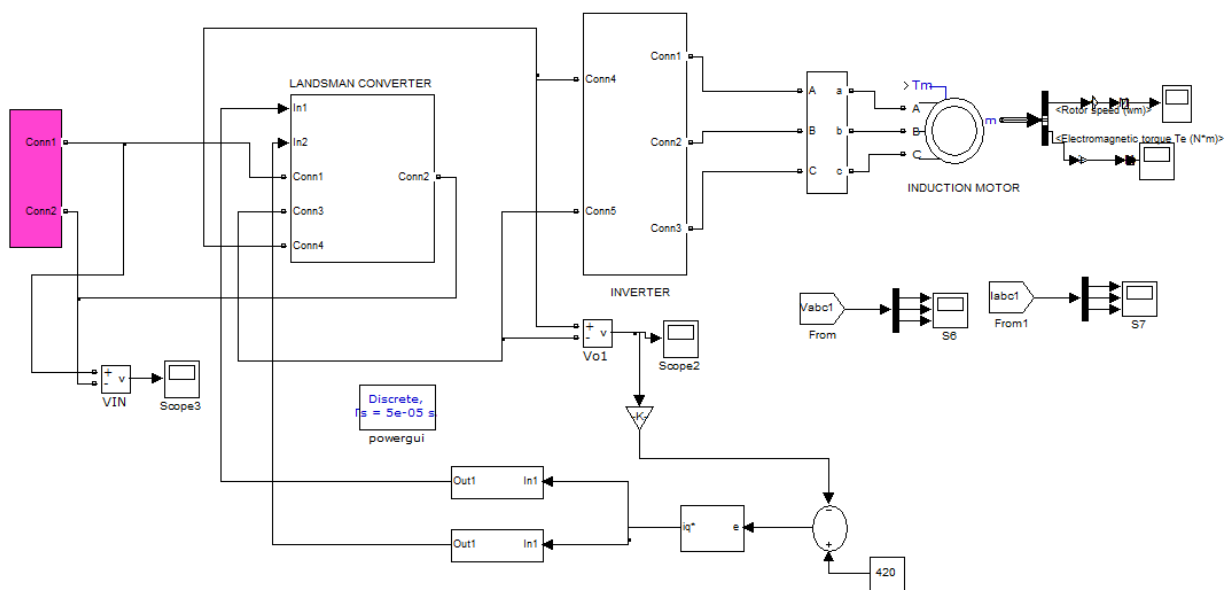 LANDSMAN CONVERTER
In1
In2
Conn1
Conn3
Conn4
Conn2
Conn1
Conn2
Conn4
Conn5
Conn1
Conn2
Conn3
INVERTER
A
B
C
a
b
c
Tm
A
B
C
m
INDUCTION MOTOR
<Rotor speed (wm)>
<Electromagnetic torque Te (N*m)>
Vabc1
From
S6
Iabc1
From1
S7
+
-
v
VIN
Scope3
+
-
v
Vo1
Scope2
Discrete,
Ts = 5e-05 s.
powergui
-K-
Out1
In1
Out1
In1
iq*
e
−
+
420